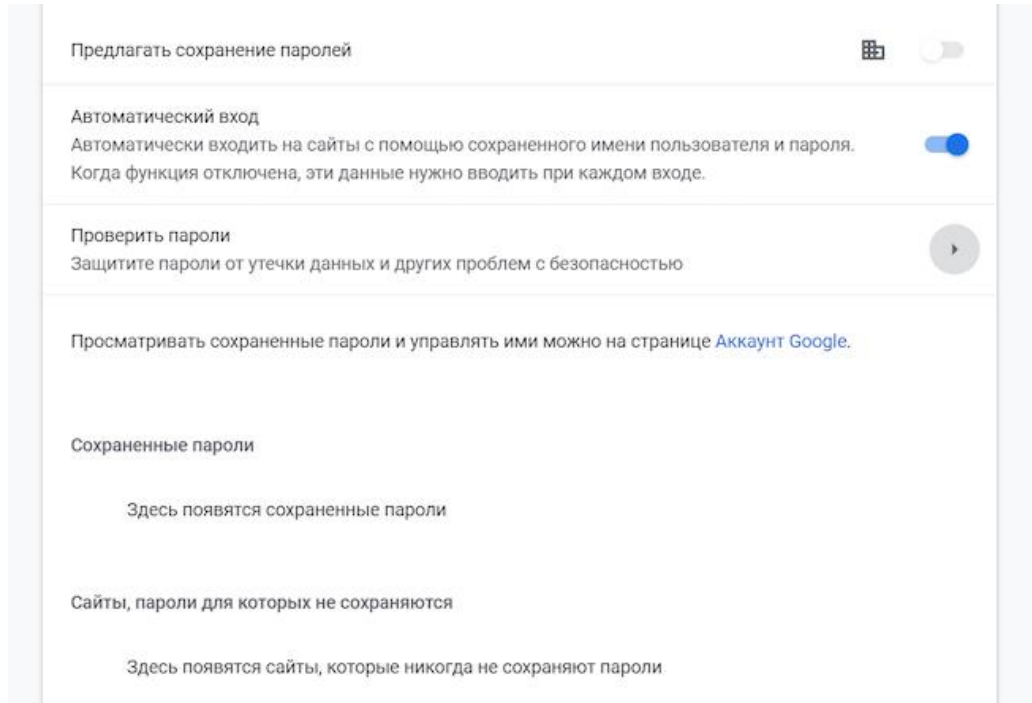 Предлагать сохранение паролей
Автоматический вход
Автоматически входить на сайты с помощью сохраненного имени пользователя и пароля.
Когда функция отключена, эти данные нужно вводить при каждом входе.
Проверить пароли
Защитите пароли от утечки данных и других проблем с безопасностью
Просматривать сохраненные пароли и управлять ими можно на странице Аккаунт Google.
Сохраненные пароли
Здесь появятся сохраненные пароли
Сайты, пароли для которых не сохраняются
Здесь появятся сайты, которые никогда не сохраняют пароли